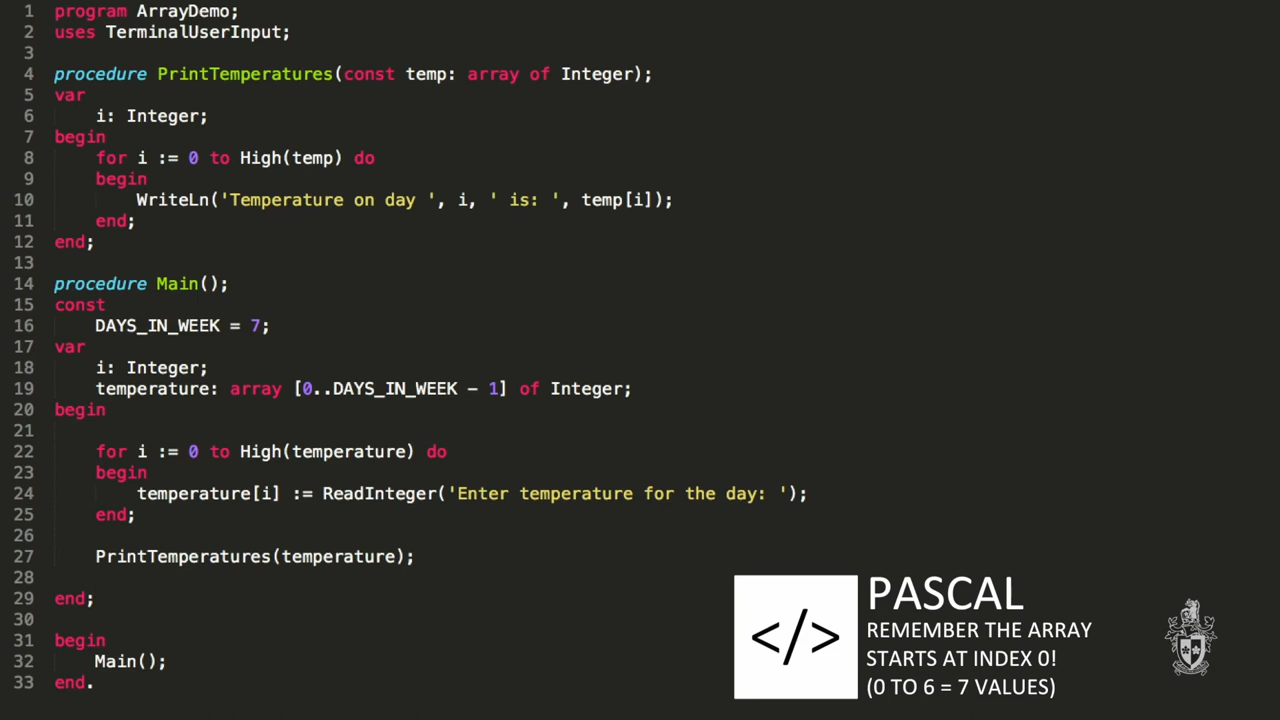 1 program ArrayDemo;
2 uses TerminalUserInput;
3
4 procedure PrintTemperatures(const temp: array of Integer);
5 var
6     i: Integer;
7 begin
8     for i := 0 to High(temp) do
9     begin
10         WriteLn('Temperature on day ', i, ' is: ', temp[i]);
11     end;
12 end;
13
14 procedure Main();
15 const
16     DAYS_IN_WEEK = 7;
17 var
18     i: Integer;
19     temperature: array [0..DAYS_IN_WEEK - 1] of Integer;
20 begin
21
22     for i := 0 to High(temperature) do
23     begin
24         temperature[i] := ReadInteger('Enter temperature for the day: ');
25     end;
26
27     PrintTemperatures(temperature);
28
29 end;
30
31 begin
32     Main();
33 end.
</>
PASCAL
REMEMBER THE ARRAY
STARTS AT INDEX 0!
(0 TO 6 = 7 VALUES)